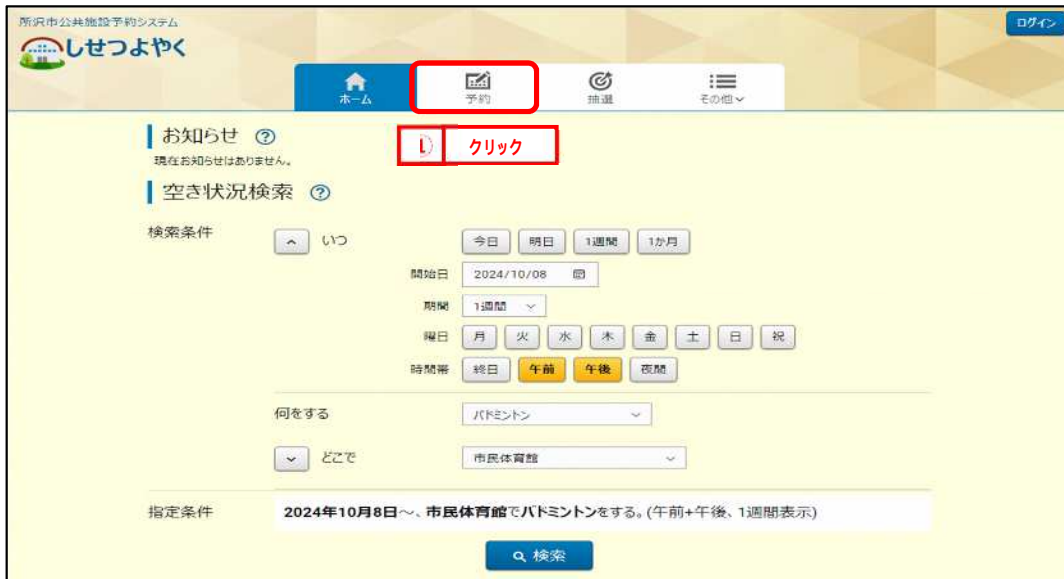 所沢市公共施設予約システム
ログイン
しせつよやく
ホーム 予約 抽選 その他
クリック
お知らせ ?
現在お知らせはありません。
空き状況検索 ?
検索条件 いつ 今日 明日 1週間 1か月
開始日 2024/10/08
期間 1週間
曜日 月 火 水 木 金 土 日 祝
時間帯 終日 午前 午後 夜間
何をする バドミントン
どこで 市民体育館
指定条件 2024年10月8日～、市民体育館でバドミントンをする。(午前+午後、1週間表示)
検索